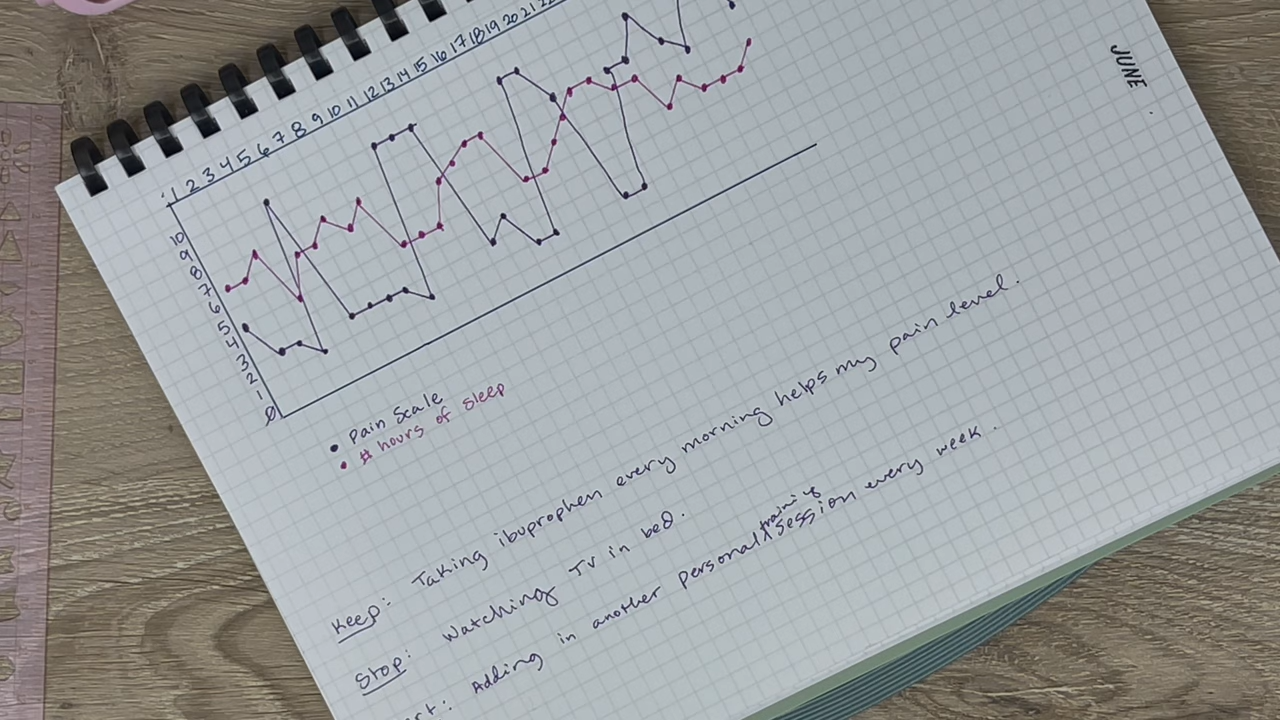 1 2 3 4 5 6 7 8 9 10 11 12 13 14 15 16 17 18 19 20 21
JUNE
10
9
8
7
6
5
4
3
2
1
0
• Pain Scale
• # hours of sleep
Keep: Taking ibuprophen every morning helps my pain level.
Stop: Watching TV in bed.
Adding in another personal training session every week.